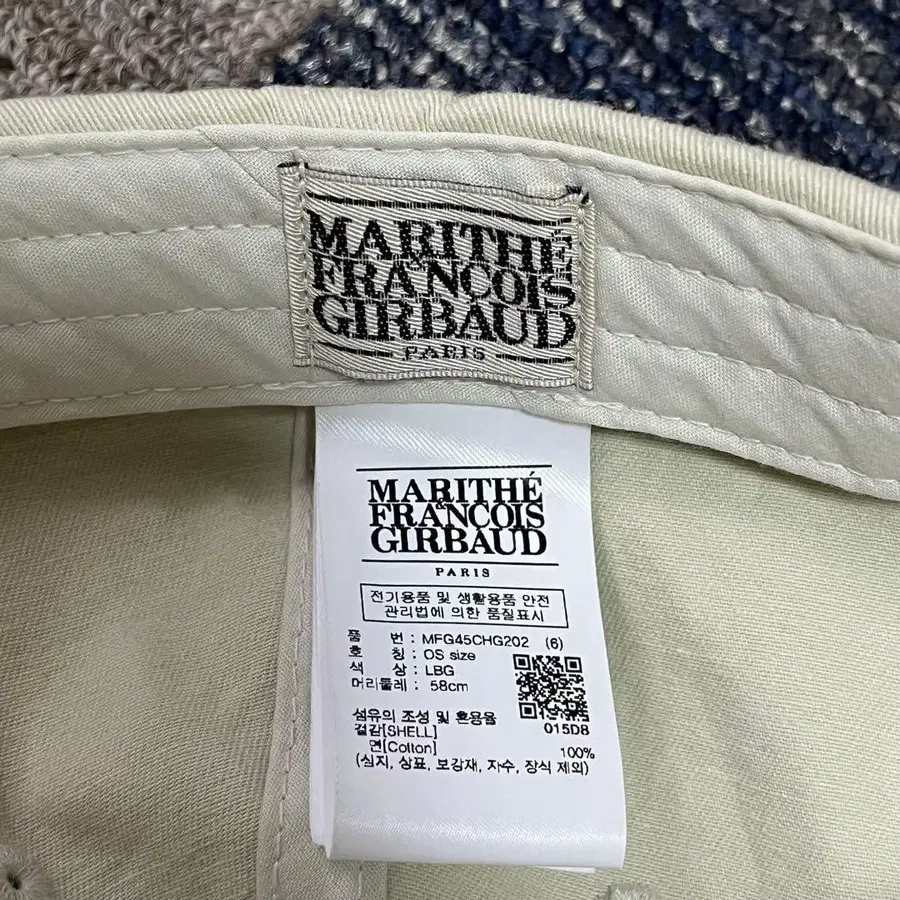 MARITHÉ
&
FRANCOIS
GIRBAUD
PARIS
MARITHÉ
&
FRANCOIS
GIRBAUD
PARIS
전기용품 및 생활용품 안전
관리법에 의한 품질표시
품 번 : MFG45CHG202 (6)
호 칭 : OS size
색 상 : LBG
머리둘레 : 58cm
015D8
섬유의 조성 및 혼용율
겉감[SHELL]
면[Cotton] 100%
(심지, 상표, 보강재, 자수, 장식 제외)